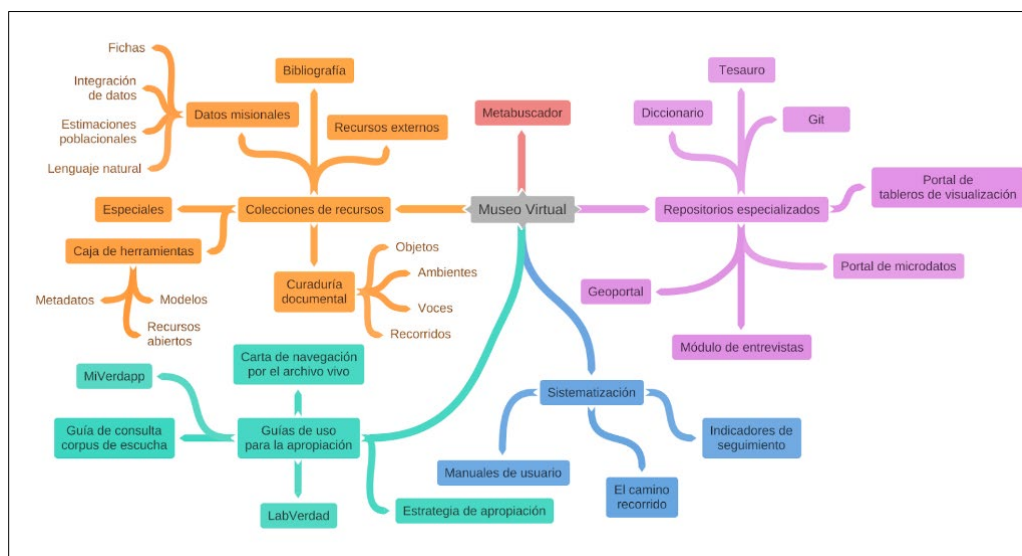 Fichas
Integración
de datos
Estimaciones
poblacionales
Lenguaje natural
Datos misionales
Bibliografía
Recursos externos
Especiales
Colecciones de recursos
Caja de herramientas
Metadatos
Modelos
Recursos
abiertos
Curaduría
documental
Objetos
Ambientes
Voces
Recorridos
Metabuscador
Museo Virtual
Tesauro
Diccionario
Git
Repositorios especializados
Portal de
tableros de visualización
Portal de microdatos
Geoportal
Módulo de entrevistas
Carta de navegación
por el archivo vivo
MiVerdapp
Guía de consulta
corpus de escucha
Guías de uso
para la apropiación
LabVerdad
Estrategia de apropiación
Sistematización
Manuales de usuario
El camino
recorrido
Indicadores de
seguimiento